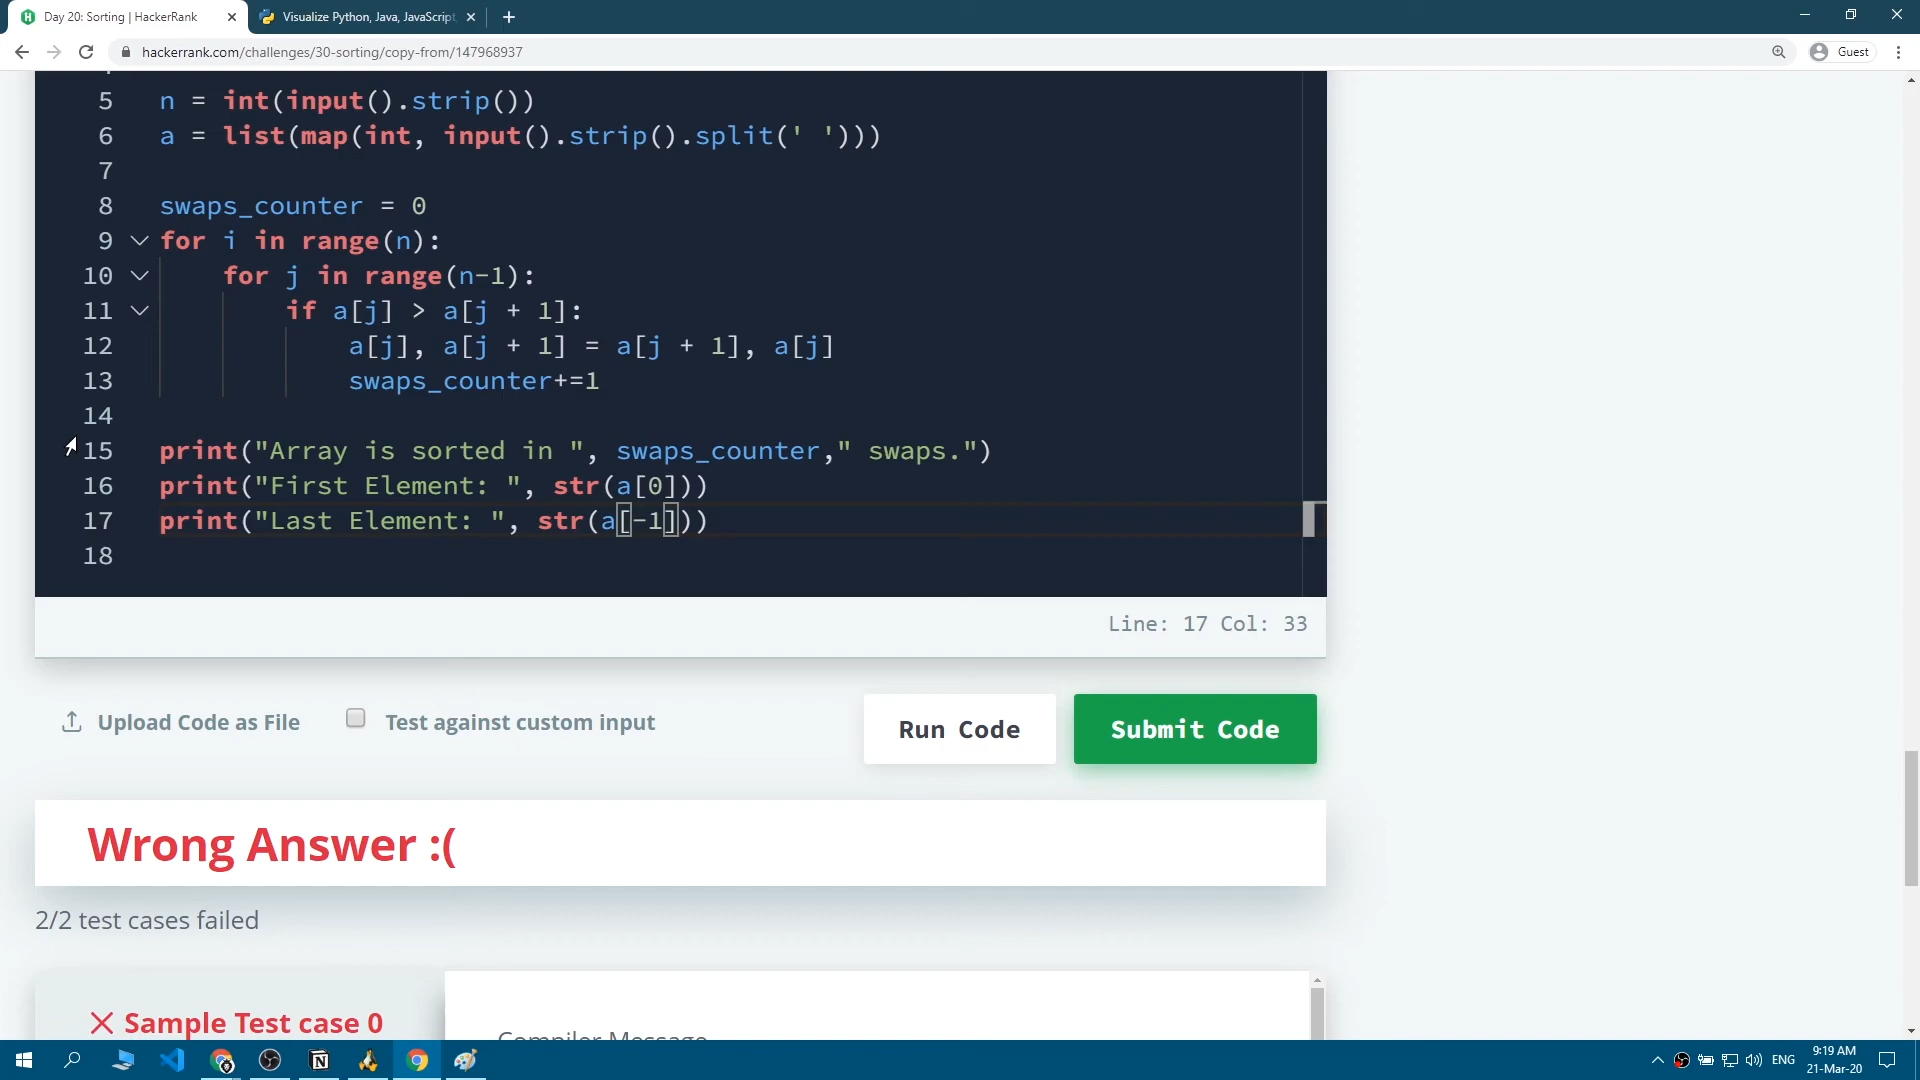 Day 20: Sorting | HackerRank
Visualize Python, Java, JavaScript,
hackerrank.com/challenges/30-sorting/copy-from/147968937
Guest
5 n = int(input().strip())
6 a = list(map(int, input().strip().split(' ')))
7
8 swaps_counter = 0
9 for i in range(n):
10 for j in range(n-1):
11 if a[j] > a[j + 1]:
12 a[j], a[j + 1] = a[j + 1], a[j]
13 swaps_counter+=1
14
15 print("Array is sorted in ", swaps_counter," swaps.")
16 print("First Element: ", str(a[0]))
17 print("Last Element: ", str(a[-1]))
18
Line: 17 Col: 33
Upload Code as File
Test against custom input
Run Code
Submit Code
Wrong Answer :(
2/2 test cases failed
Sample Test case 0
Compiler Message
ENG
9:19 AM
21-Mar-20